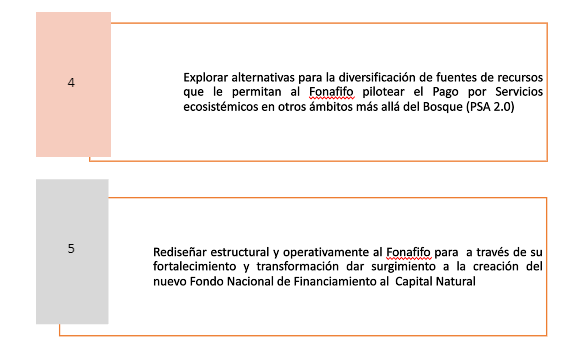 4
Explorar alternativas para la diversificación de fuentes de recursos
que le permitan al Fonafifo pilotear el Pago por Servicios
ecosistémicos en otros ámbitos más allá del Bosque (PSA 2.0)
5
Rediseñar estructural y operativamente al Fonafifo para a través de su
fortalecimiento y transformación dar surgimiento a la creación del
nuevo Fondo Nacional de Financiamiento al Capital Natural